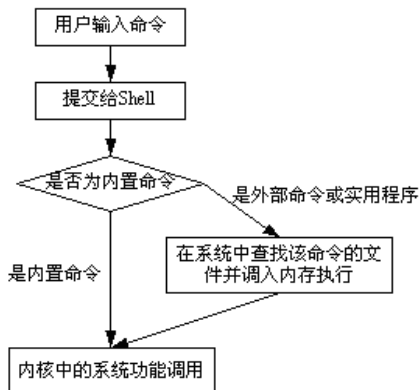 用户输入命令
提交给Shell
是否为内置命令
是外部命令或实用程序
在系统中查找该命令的文
件并调入内存执行
是内置命令
内核中的系统功能调用